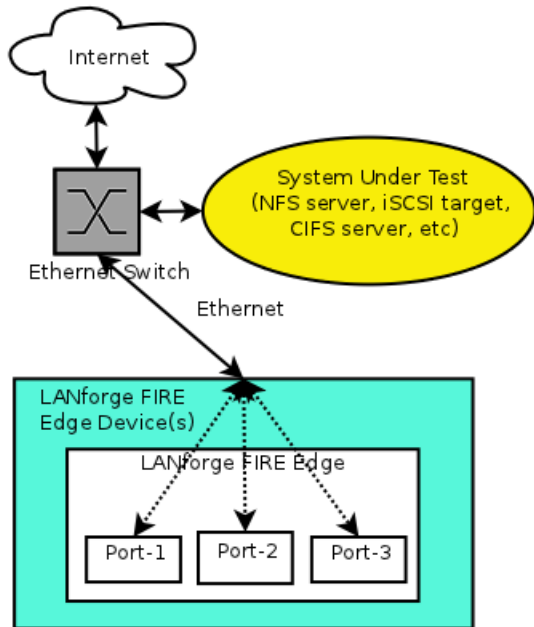 Internet
System Under Test
(NFS server, iSCSI target,
CIFS server, etc)
Ethernet Switch
Ethernet
LANforge FIRE
Edge Device(s)
LANforge FIRE Edge
Port-1
Port-2
Port-3